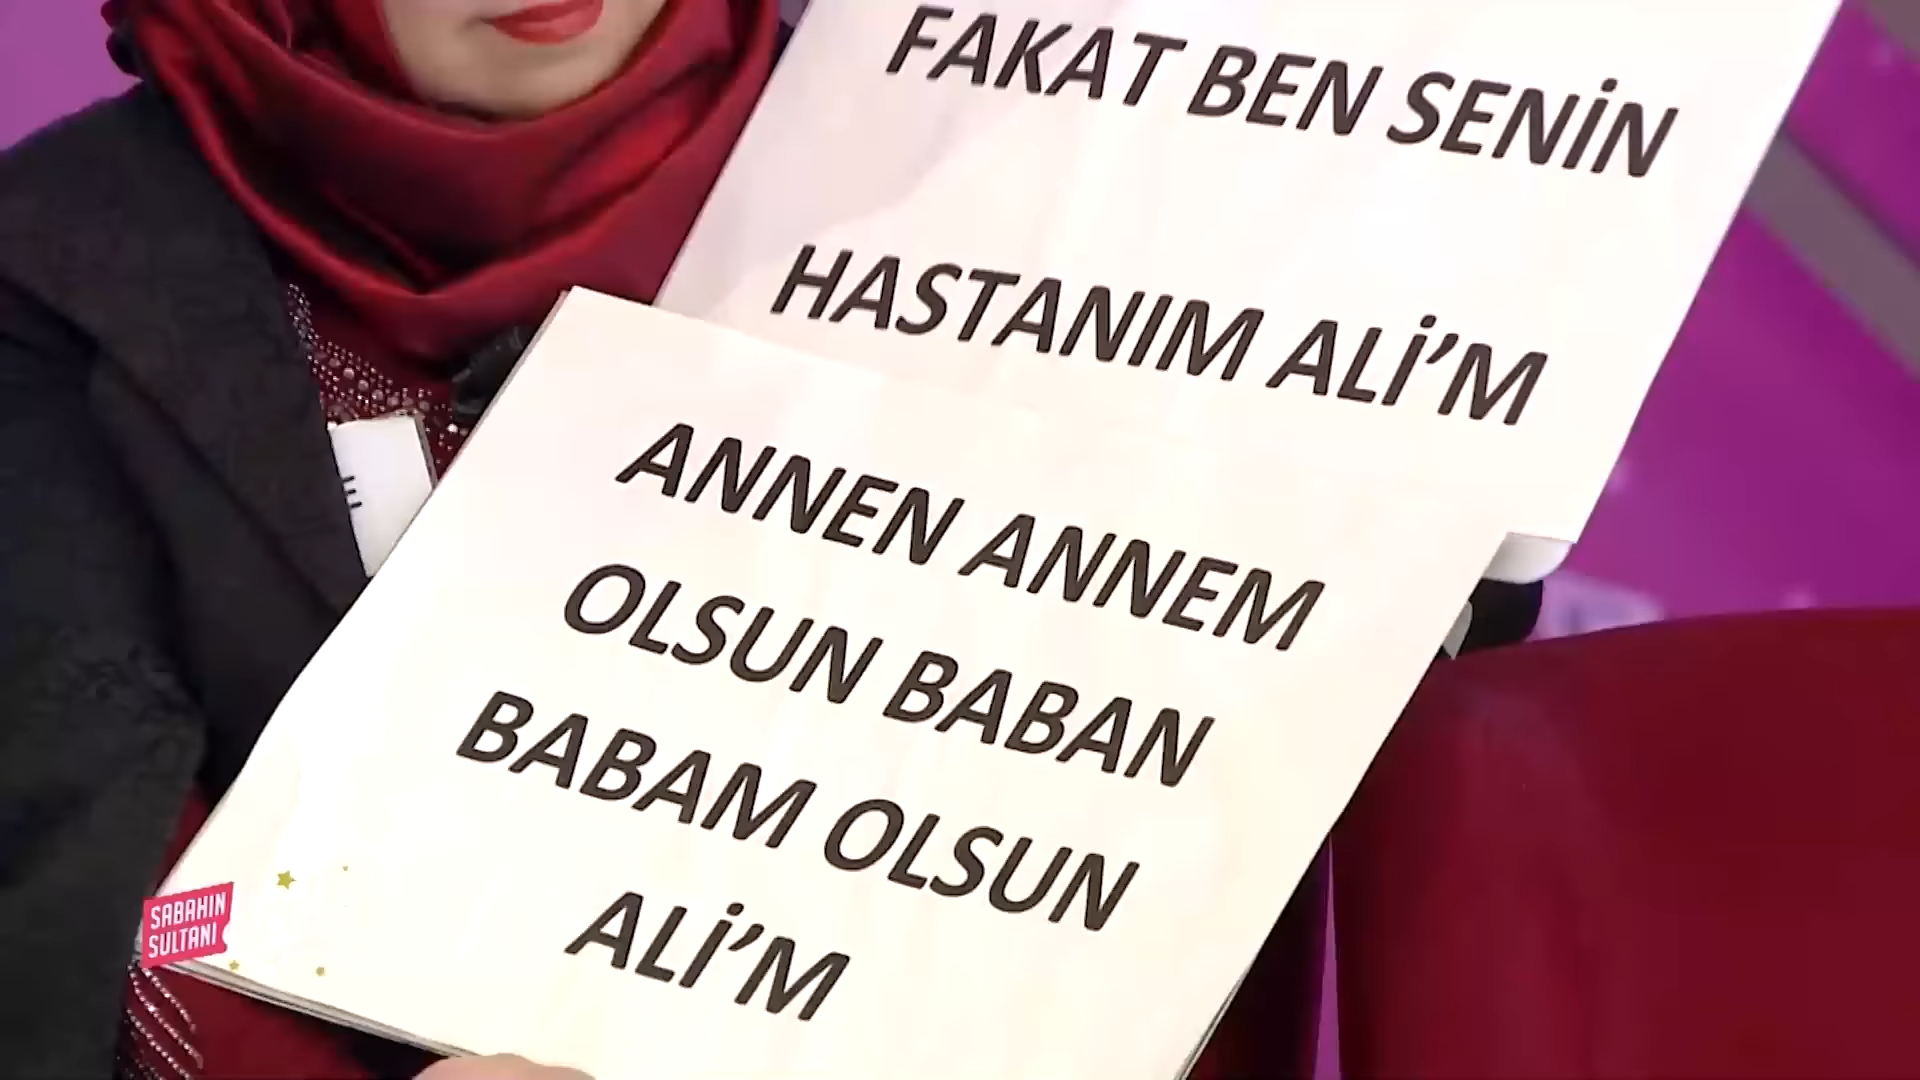 FAKAT BEN SENİN
HASTANIM ALİ'M
ANNEN ANNEM
OLSUN BABAN
BABAM OLSUN
ALİ'M
E
SABAHIN
SULTANI